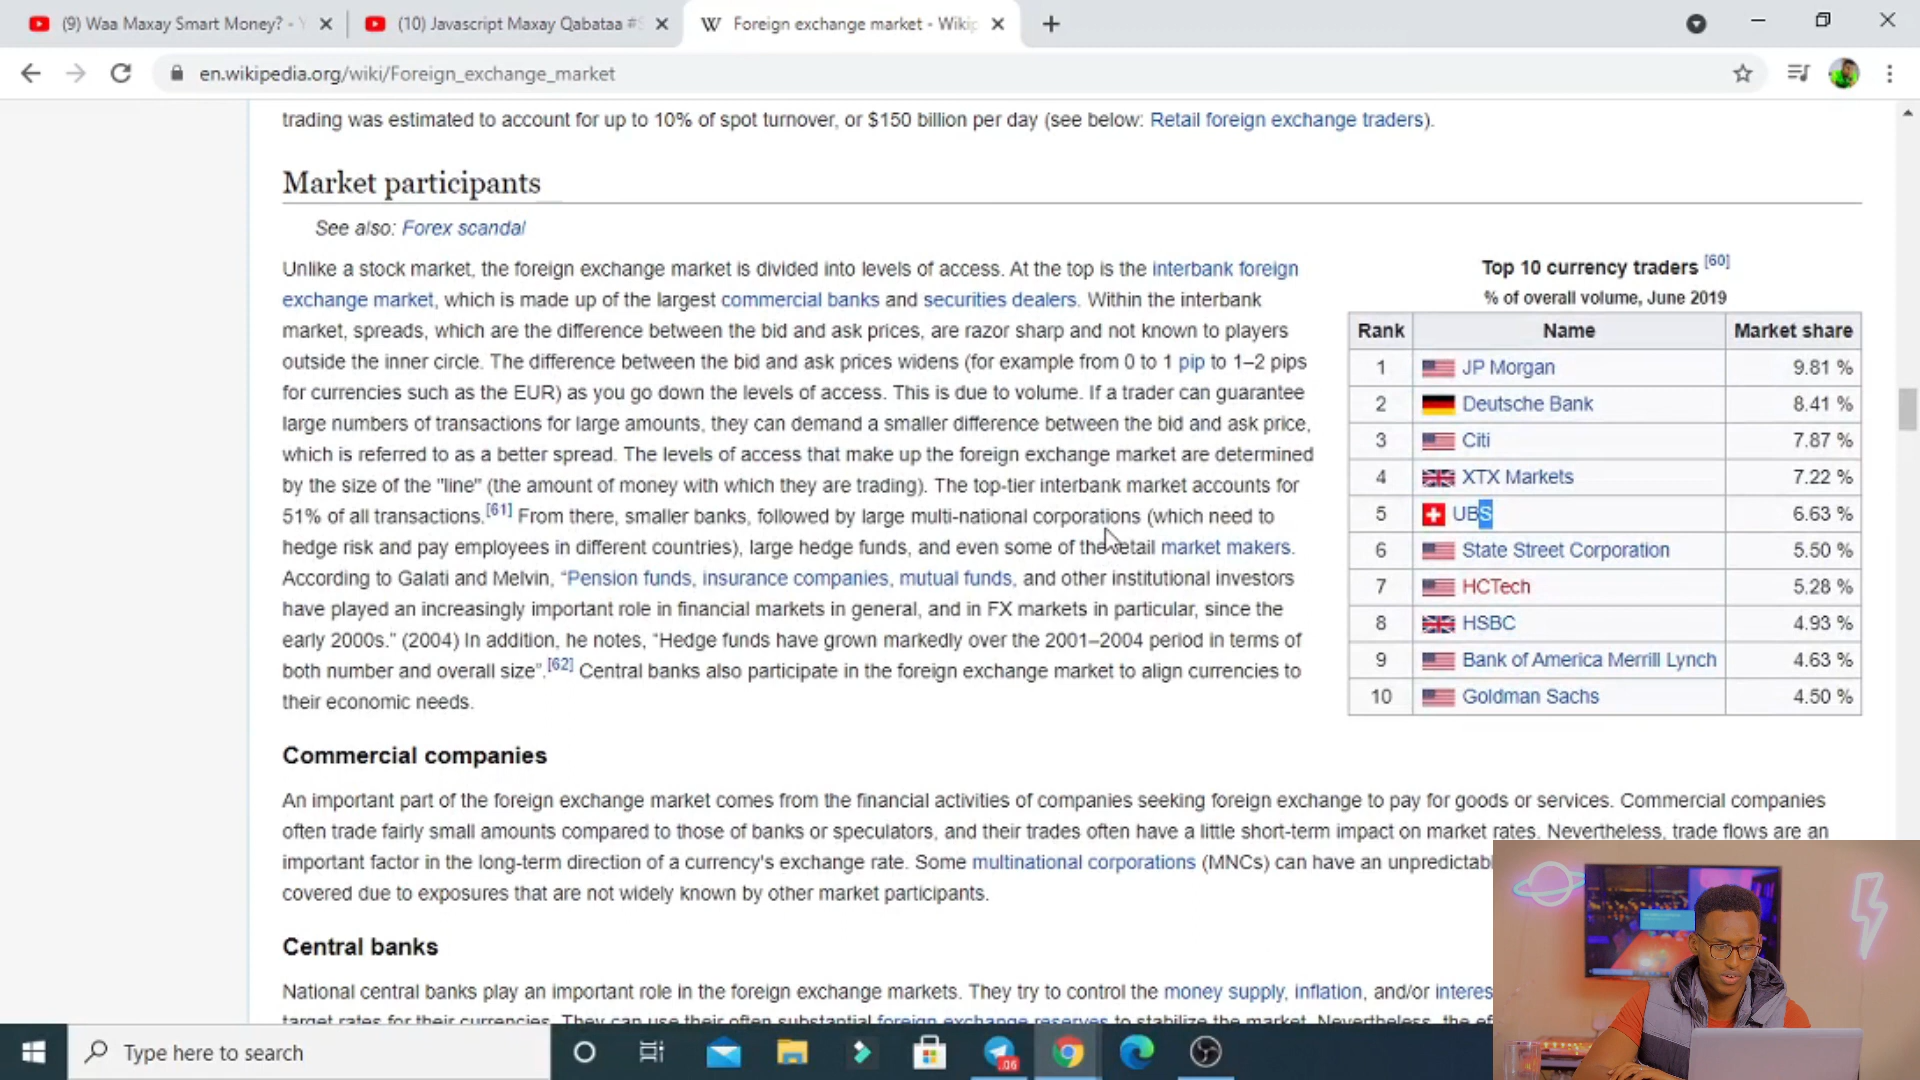 (9) Waa Maxay Smart Money? -
(10) Javascript Maxay Qabataa
Foreign exchange market - Wikip
en.wikipedia.org/wiki/Foreign_exchange_market
trading was estimated to account for up to 10% of spot turnover, or $150 billion per day (see below: Retail foreign exchange traders).
Market participants
See also: Forex scandal
Unlike a stock market, the foreign exchange market is divided into levels of access. At the top is the interbank foreign
exchange market, which is made up of the largest commercial banks and securities dealers. Within the interbank
market, spreads, which are the difference between the bid and ask prices, are razor sharp and not known to players
outside the inner circle. The difference between the bid and ask prices widens (for example from 0 to 1 pip to 1–2 pips
for currencies such as the EUR) as you go down the levels of access. This is due to volume. If a trader can guarantee
large numbers of transactions for large amounts, they can demand a smaller difference between the bid and ask price,
which is referred to as a better spread. The levels of access that make up the foreign exchange market are determined
by the size of the "line" (the amount of money with which they are trading). The top-tier interbank market accounts for
51% of all transactions.[61] From there, smaller banks, followed by large multi-national corporations (which need to
hedge risk and pay employees in different countries), large hedge funds, and even some of the retail market makers.
According to Galati and Melvin, “Pension funds, insurance companies, mutual funds, and other institutional investors
have played an increasingly important role in financial markets in general, and in FX markets in particular, since the
early 2000s.” (2004) In addition, he notes, “Hedge funds have grown markedly over the 2001–2004 period in terms of
both number and overall size”.[62] Central banks also participate in the foreign exchange market to align currencies to
their economic needs.
Top 10 currency traders [60]
% of overall volume, June 2019
Rank Name Market share
1 JP Morgan 9.81 %
2 Deutsche Bank 8.41 %
3 Citi 7.87 %
4 XTX Markets 7.22 %
5 UBS 6.63 %
6 State Street Corporation 5.50 %
7 HCTech 5.28 %
8 HSBC 4.93 %
9 Bank of America Merrill Lynch 4.63 %
10 Goldman Sachs 4.50 %
Commercial companies
An important part of the foreign exchange market comes from the financial activities of companies seeking foreign exchange to pay for goods or services. Commercial companies
often trade fairly small amounts compared to those of banks or speculators, and their trades often have a little short-term impact on market rates. Nevertheless, trade flows are an
important factor in the long-term direction of a currency's exchange rate. Some multinational corporations (MNCs) can have an unpredictabl
covered due to exposures that are not widely known by other market participants.
Central banks
National central banks play an important role in the foreign exchange markets. They try to control the money supply, inflation, and/or interes
target rates for their currencies. They can use their often substantial foreign exchange reserves to stabilize the market. Nevertheless, the ef
Type here to search
06